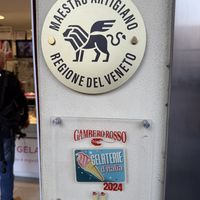 MAESTRO ARTIGIANO
REGIONE DEL VENETO
GAMBERO ROSSO
GELATERIE
d'Italia
2024
GELA